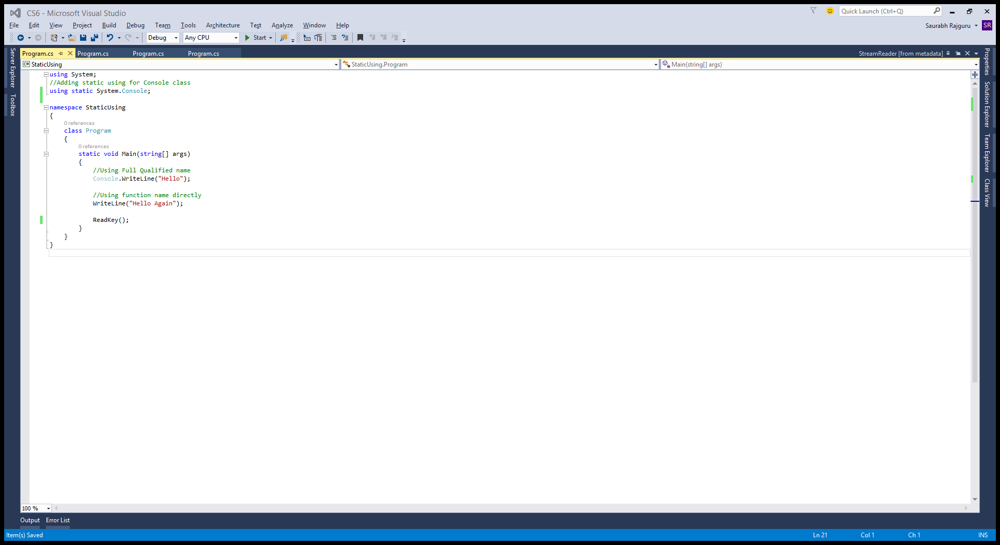 CS6 - Microsoft Visual Studio
Quick Launch (Ctrl+Q)
File Edit View Project Build Debug Team Tools Architecture Test Analyze Window Help
Saurabh Rajguru SR
Debug Any CPU Start
Program.cs Program.cs Program.cs Program.cs StreamReader [from metadata]
C# StaticUsing StaticUsing.Program Main(string[] args)
Server Explorer
Toolbox
using System;
//Adding static using for Console class
using static System.Console;
namespace StaticUsing
{
0 references
class Program
{
0 references
static void Main(string[] args)
{
//Using Full Qualified name
Console.WriteLine("Hello");
//Using function name directly
WriteLine("Hello Again");
ReadKey();
}
}
}
Properties
Solution Explorer
Team Explorer
Class View
100 %
Output Error List
Item(s) Saved Ln 21 Col 1 Ch 1 INS